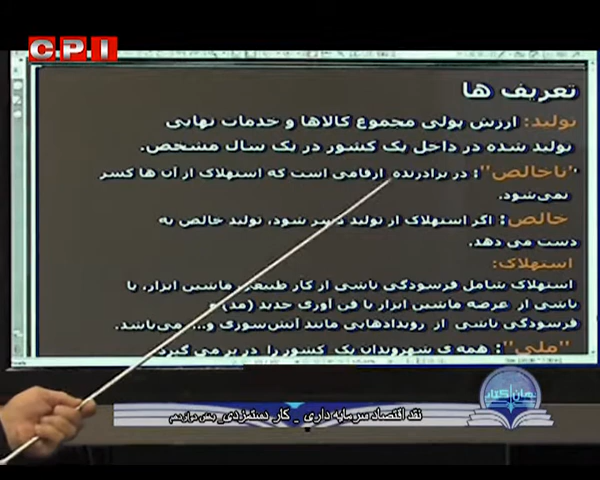 C.P.I
تعریف ها
تولید: ارزش پولی مجموع کالاها و خدمات نهایی
تولید شده در داخل یک کشور در یک سال مشخص.
"ناخالص": در برادرنده ارقامی است که استهلاک از آن ها کسر
نمی‌شود.
خالص: اگر استهلاک از تولید کسر شود، تولید خالص به
دست می دهد.
استهلاک:
استهلاک شامل فرسودگی ناشی از کار طبیعی ماشین ابزار، یا
ناشی از عرضه ماشین ابزار با فن آوری جدید (مد) و
فرسودگی ناشی از رویدادهایی مانند آتش‌سوزی و... می‌باشد.
"ملی": همه ی شهروندان یک کشور را در بر می گیرد
نقد اقتصاد سرمایه داری _ کار دستمزدی_ بخش دوازدهم